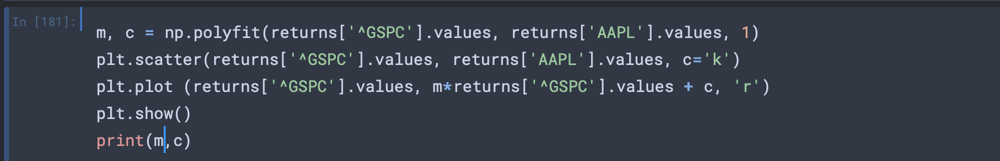 In [181]:
m, c = np.polyfit(returns['^GSPC'].values, returns['AAPL'].values, 1)
plt.scatter(returns['^GSPC'].values, returns['AAPL'].values, c='k')
plt.plot (returns['^GSPC'].values, m*returns['^GSPC'].values + c, 'r')
plt.show()
print(m,c)